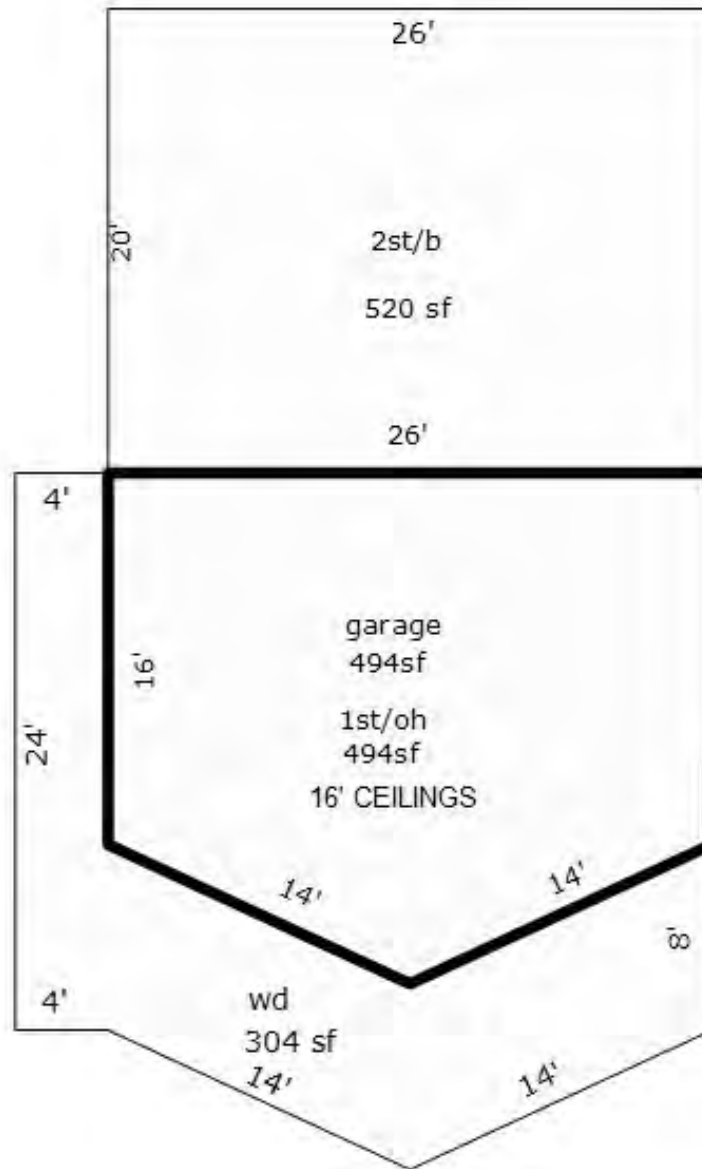 26'
20'
2st/b
520 sf
26'
4'
garage
494sf
16'
1st/oh
494sf
24'
16' CEILINGS
14'
14'
8'
4'
wd
304 sf
14'
14'